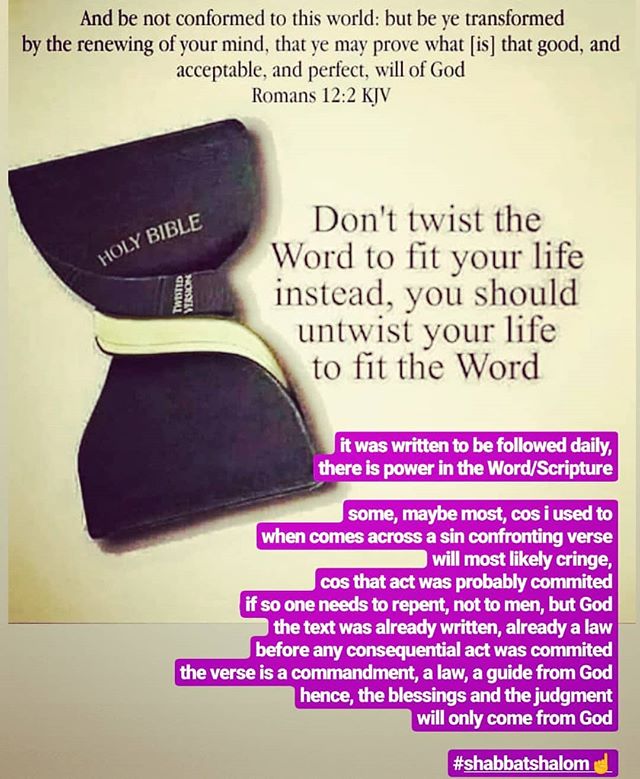 And be not conformed to this world: but be ye transformed
by the renewing of your mind, that ye may prove what [is] that good, and
acceptable, and perfect, will of God
Romans 12:2 KJV
HOLY BIBLE
TWISTED
VERSION
Don't twist the
Word to fit your life
instead, you should
untwist your life
to fit the Word
it was written to be followed daily,
there is power in the Word/Scripture
some, maybe most, cos i used to
when comes across a sin confronting verse
will most likely cringe,
cos that act was probably commited
if so one needs to repent, not to men, but God
the text was already written, already a law
before any consequential act was commited
the verse is a commandment, a law, a guide from God
hence, the blessings and the judgment
will only come from God
#shabbatshalom☝